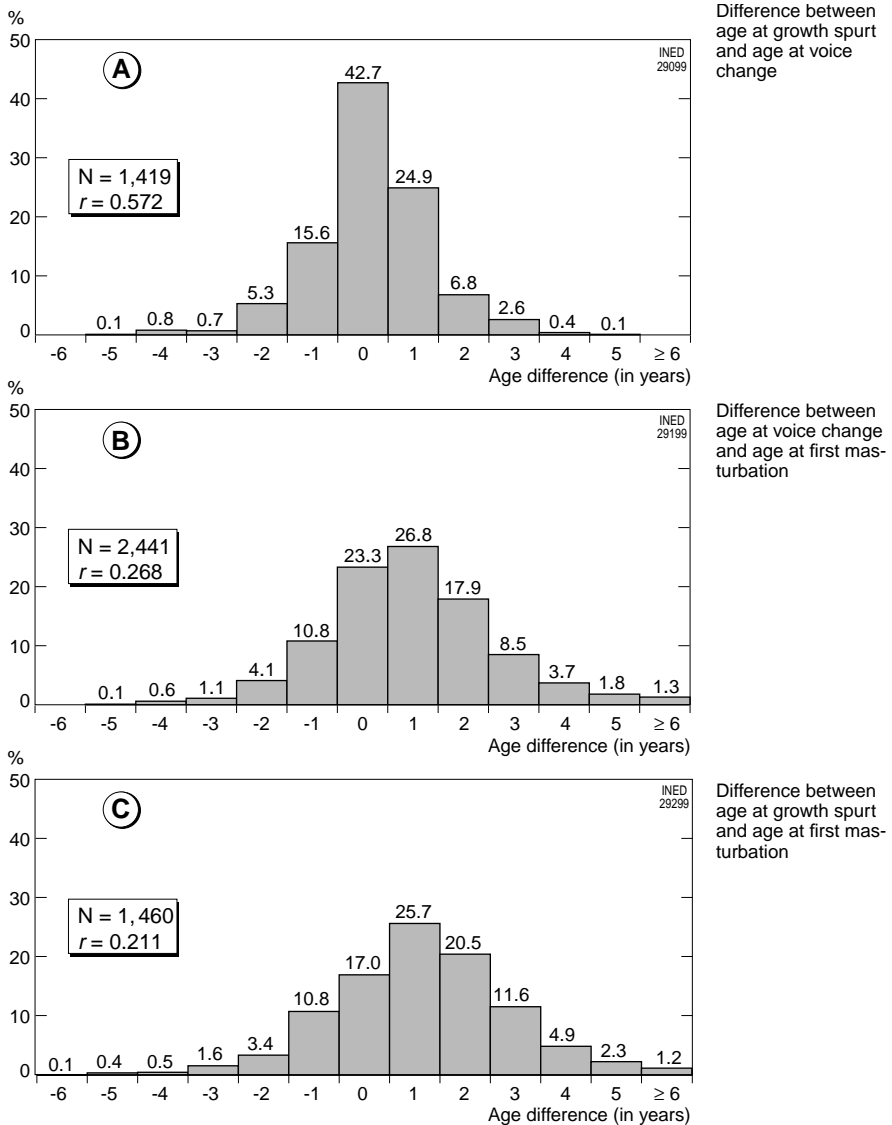 %
50
40
30
20
10
0
A
INED
29099
N = 1,419
r = 0.572
0.1 0.8 0.7 5.3 15.6 42.7 24.9 6.8 2.6 0.4 0.1
-6 -5 -4 -3 -2 -1 0 1 2 3 4 5 ≥ 6
Age difference (in years)
Difference between
age at growth spurt
and age at voice
change
%
50
40
30
20
10
0
B
INED
29199
N = 2,441
r = 0.268
0.1 0.6 1.1 4.1 10.8 23.3 26.8 17.9 8.5 3.7 1.8 1.3
-6 -5 -4 -3 -2 -1 0 1 2 3 4 5 ≥ 6
Age difference (in years)
Difference between
age at voice change
and age at first mas-
turbation
%
50
40
30
20
10
0
C
INED
29299
N = 1,460
r = 0.211
0.1 0.4 0.5 1.6 3.4 10.8 17.0 25.7 20.5 11.6 4.9 2.3 1.2
-6 -5 -4 -3 -2 -1 0 1 2 3 4 5 ≥ 6
Age difference (in years)
Difference between
age at growth spurt
and age at first mas-
turbation